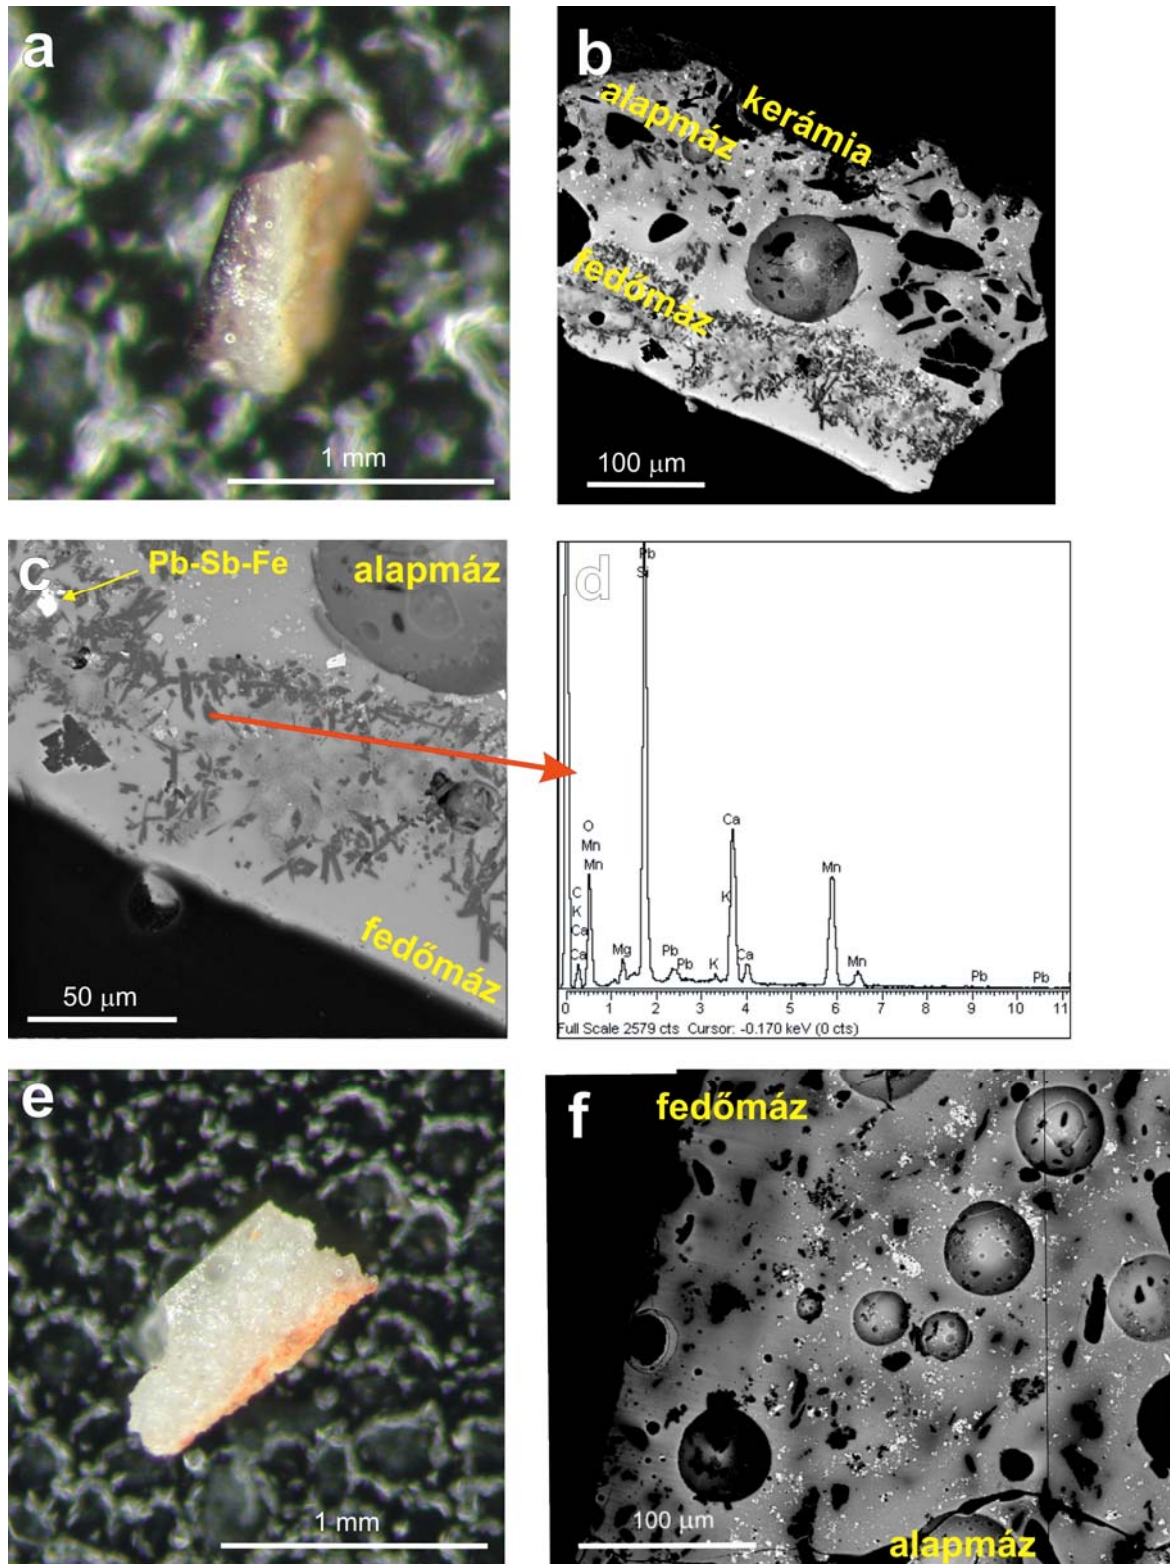 a
1 mm
b
kerámia
alapmáz
fedőmáz
100 µm
c
Pb-Sb-Fe
alapmáz
fedőmáz
50 µm
d
Pb
O
Mn
Mn
C
K
Ca
Ca
Mg
Pb
Pb
K
K
Ca
Ca
Mn
Mn
Pb
Pb
0 1 2 3 4 5 6 7 8 9 10 11
Full Scale 2579 cts Cursor: -0.170 keV (0 cts)
e
1 mm
f
fedőmáz
100 µm
alapmáz